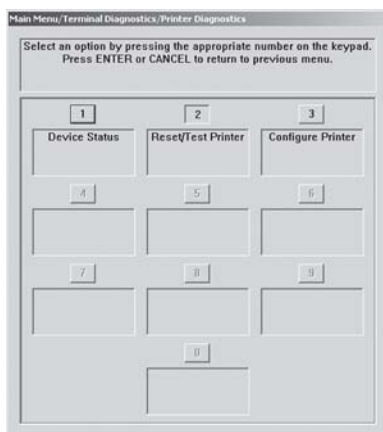 Main Menu/Terminal Diagnostics/Printer Diagnostics
Select an option by pressing the appropriate number on the keypad.
Press ENTER or CANCEL to return to previous menu.
1 2 3
Device Status Reset/Test Printer Configure Printer
4 5 6
7 8 9
0